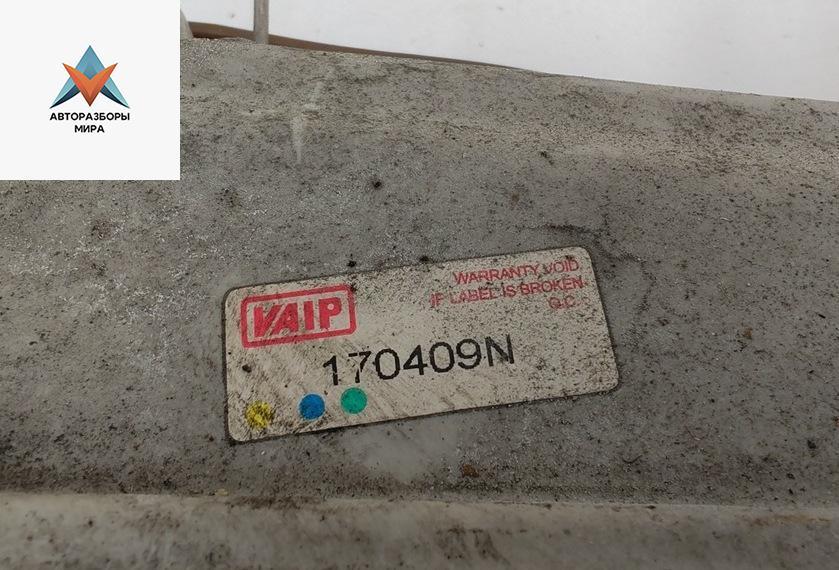 АВТОРАЗБОРЫ
МИРА
VAIP
WARRANTY VOID
IF LABEL IS BROKEN
Q.C.
170409N